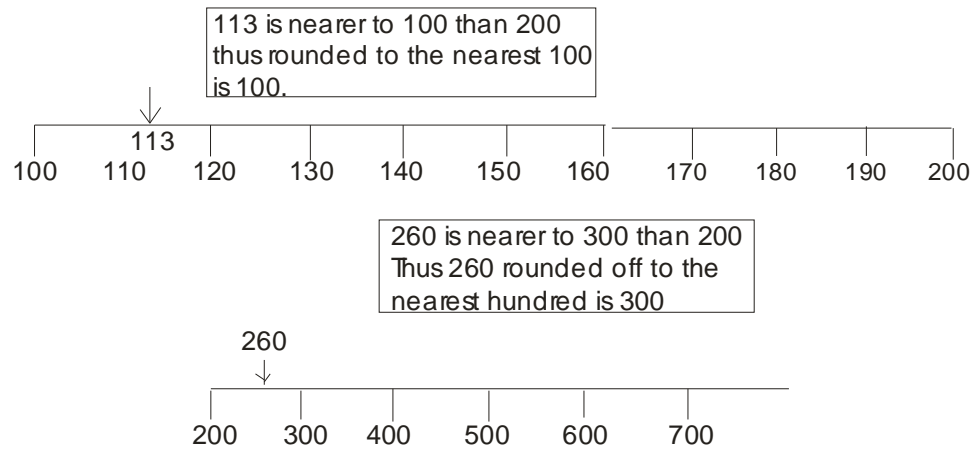 113 is nearer to 100 than 200
thus rounded to the nearest 100
is 100.
113
100 110 120 130 140 150 160 170 180 190 200
260 is nearer to 300 than 200
Thus 260 rounded off to the
nearest hundred is 300
260
200 300 400 500 600 700